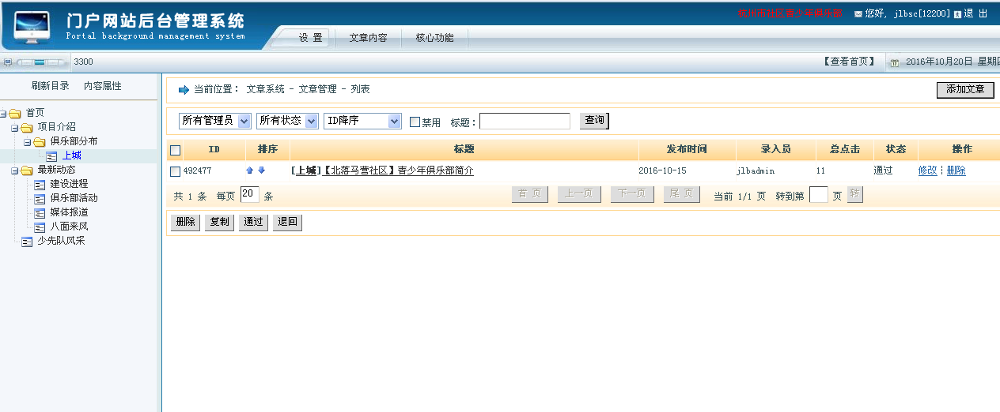 门户网站后台管理系统
Portal background management system
您好, jlbsc[12200] 退 出
设 置 文章内容 核心功能
3300
【查看首页】 2016年10月20日 星期四
刷新目录 内容属性
首页
项目介绍
俱乐部分布
上城
最新动态
建设进程
俱乐部活动
媒体报道
八面来风
少先队风采
当前位置： 文章系统 - 文章管理 - 列表 添加文章
所有管理员 所有状态 ID降序 禁用 标题： 查询
ID 排序 标题 发布时间 录入员 总点击 状态 操作
492477 [上城]【北落马营社区】青少年俱乐部简介 2016-10-15 jlbadmin 11 通过 修改 | 删除
共 1 条 每页 20 条 首 页 上一页 下一页 尾 页 当前 1/1 页 转到第 页 转
删除 复制 通过 退回